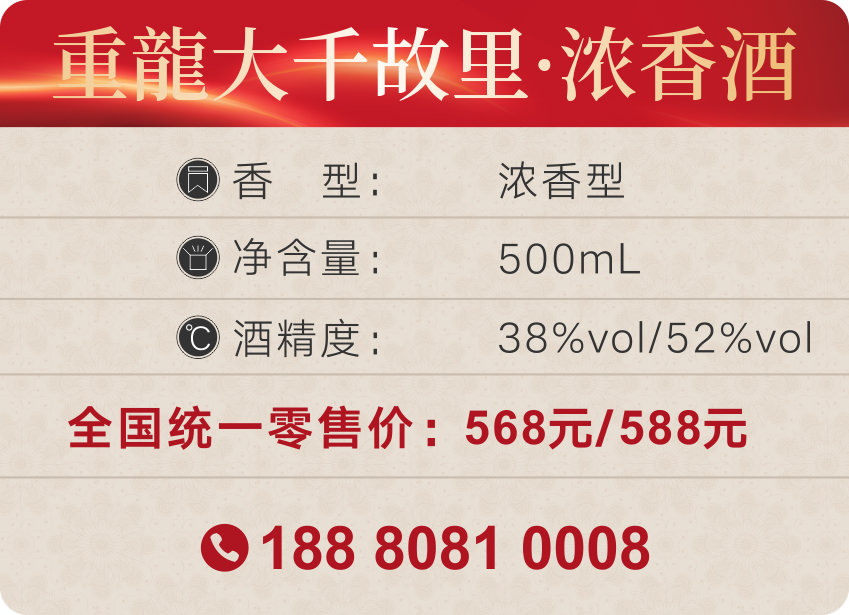 重龍大千故里·浓香酒
香 型: 浓香型
净含量: 500mL
℃ 酒精度: 38%vol/52%vol
全国统一零售价: 568元/588元
188 8081 0008